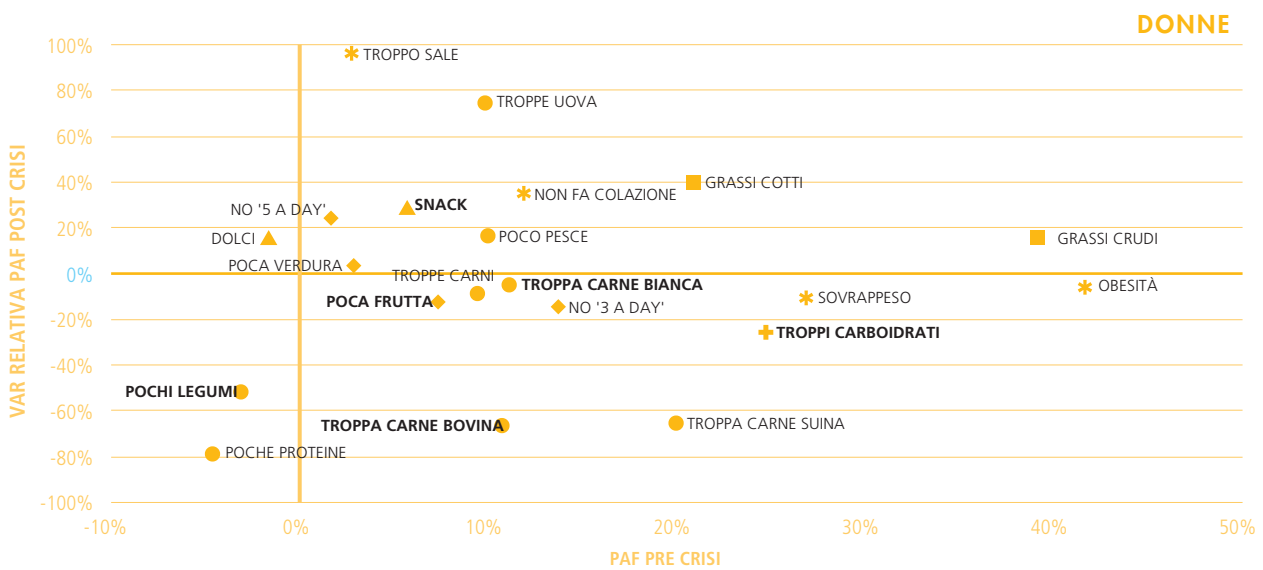 DONNE
100%
TROPPO SALE
80%
TROPPE UOVA
60%
40%
GRASSI COTTI
NON FA COLAZIONE
SNACK
NO '5 A DAY'
20%
DOLCI
POCO PESCE
GRASSI CRUDI
POCA VERDURA
0%
TROPPE CARNI
TROPPA CARNE BIANCA
OBESITÀ
POCA FRUTTA
NO '3 A DAY'
SOVRAPPESO
-20%
TROPPI CARBOIDRATI
-40%
POCHI LEGUMI
-60%
TROPPA CARNE BOVINA
TROPPA CARNE SUINA
POCHE PROTEINE
-80%
-100%
-10%
0%
10%
20%
30%
40%
50%
PAF PRE CRISI
VAR RELATIVA PAF POST CRISI